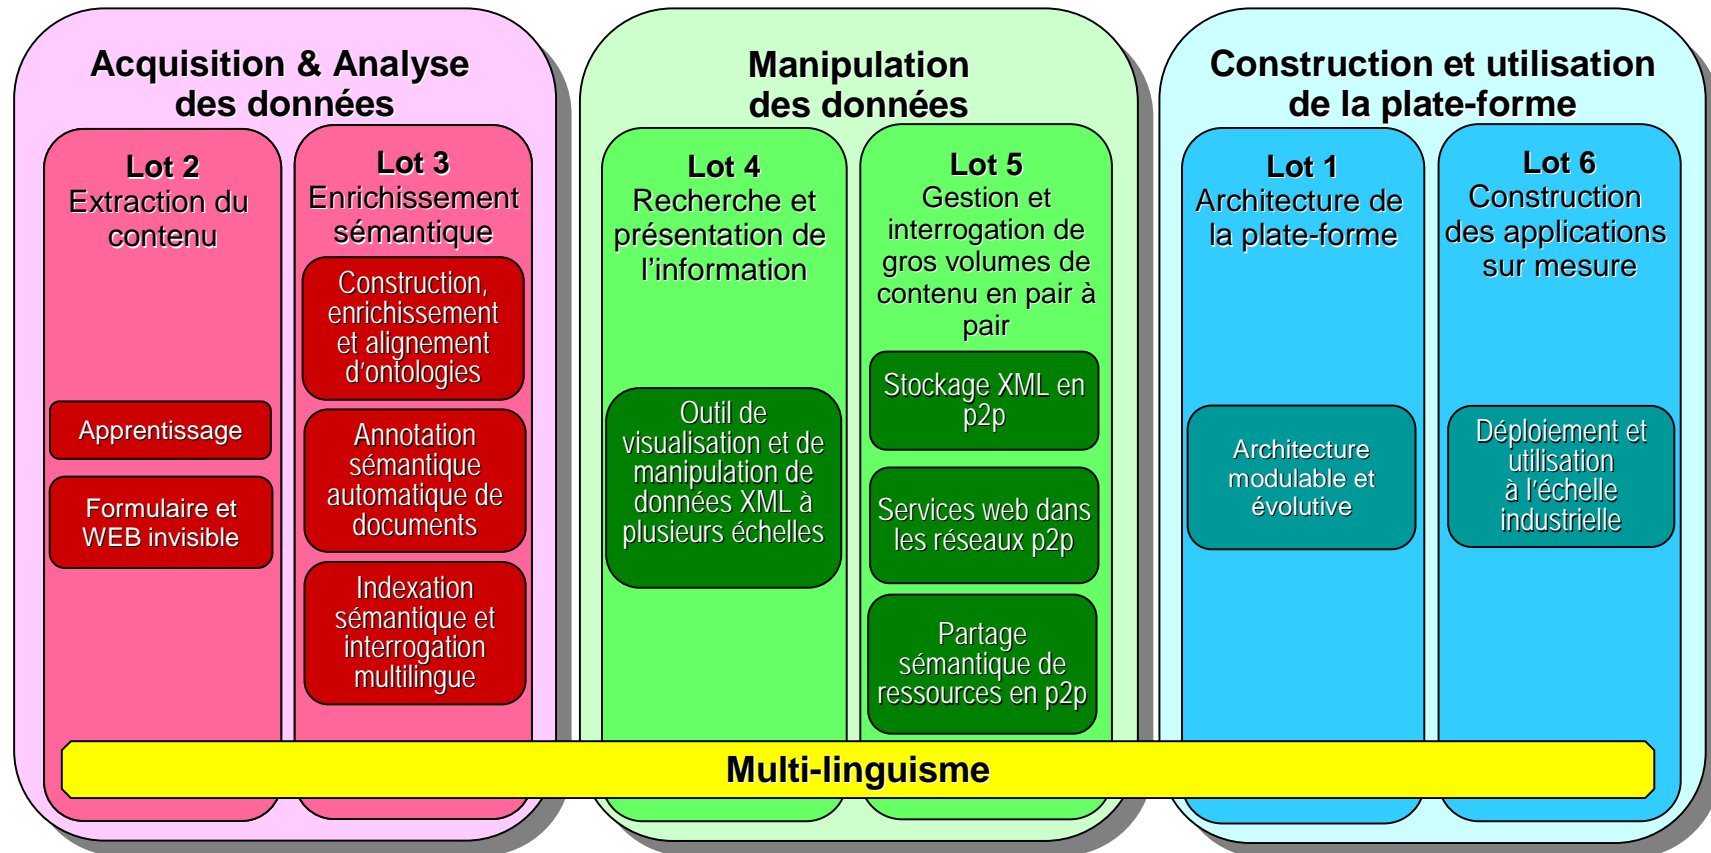 Acquisition & Analyse
des données
Lot 2
Extraction du
contenu
Apprentissage
Formulaire et
WEB invisible
Lot 3
Enrichissement
sémantique
Construction,
enrichissement
et alignement
d’ontologies
Annotation
sémantique
automatique de
documents
Indexation
sémantique et
interrogation
multilingue
Manipulation
des données
Lot 4
Recherche et
présentation de
l’information
Outil de
visualisation et de
manipulation de
données XML à
plusieurs échelles
Lot 5
Gestion et
interrogation de
gros volumes de
contenu en pair à
pair
Stockage XML en
p2p
Services web dans
les réseaux p2p
Partage
sémantique de
ressources en p2p
Construction et utilisation
de la plate-forme
Lot 1
Architecture de
la plate-forme
Architecture
modulable et
évolutive
Lot 6
Construction
des applications
sur mesure
Déploiement et
utilisation
à l’échelle
industrielle
Multi-linguisme